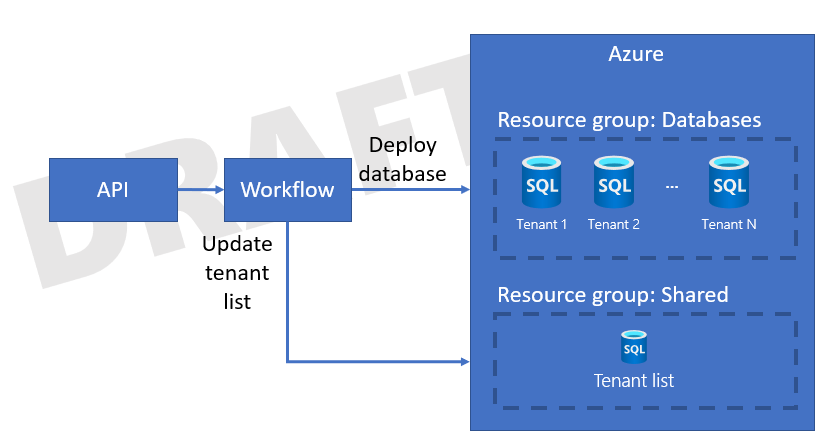 DRAFT
Azure
Resource group: Databases
SQL
SQL
...
SQL
Tenant 1
Tenant 2
Tenant N
Deploy
database
API
Workflow
Update
tenant
list
Resource group: Shared
SQL
Tenant list